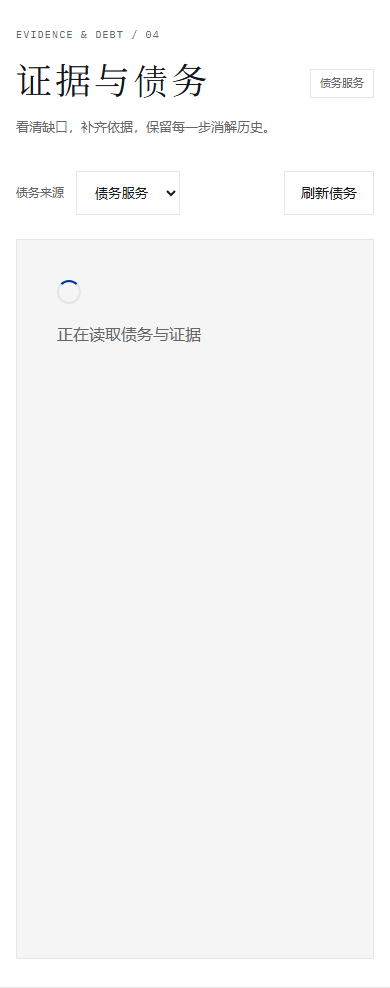 EVIDENCE & DEBT / 04
证据与债务
债务服务
看清缺口，补齐依据，保留每一步消解历史。
债务来源 债务服务 刷新债务
正在读取债务与证据